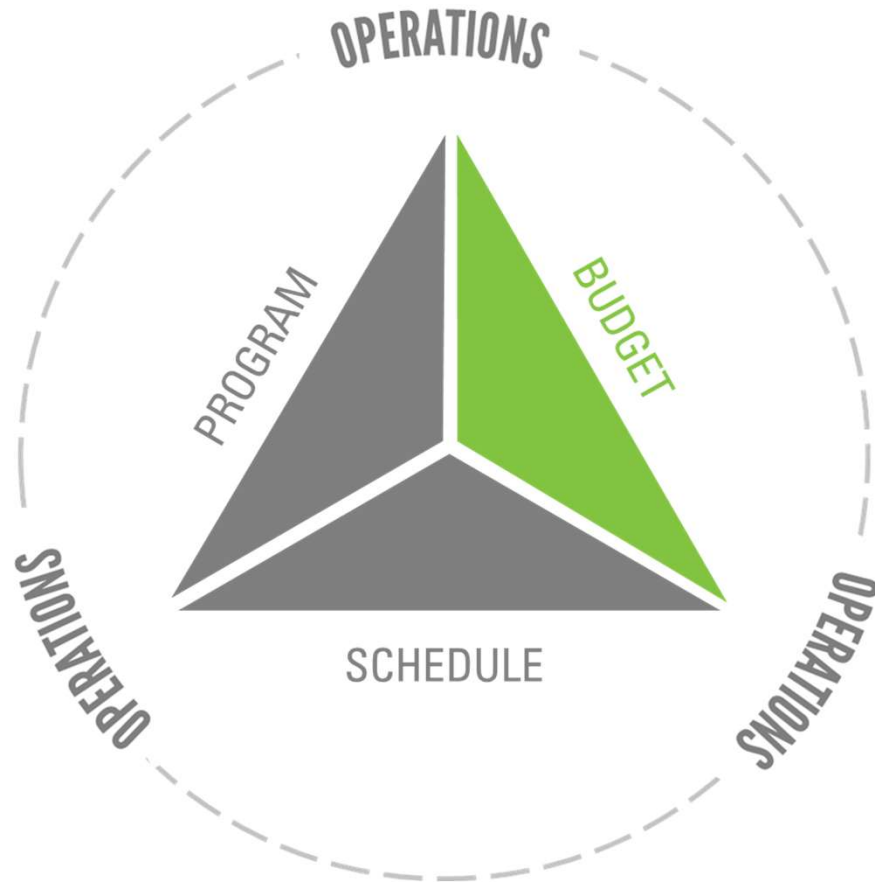 OPERATIONS
PROGRAM
BUDGET
SCHEDULE
OPERATIONS
OPERATIONS